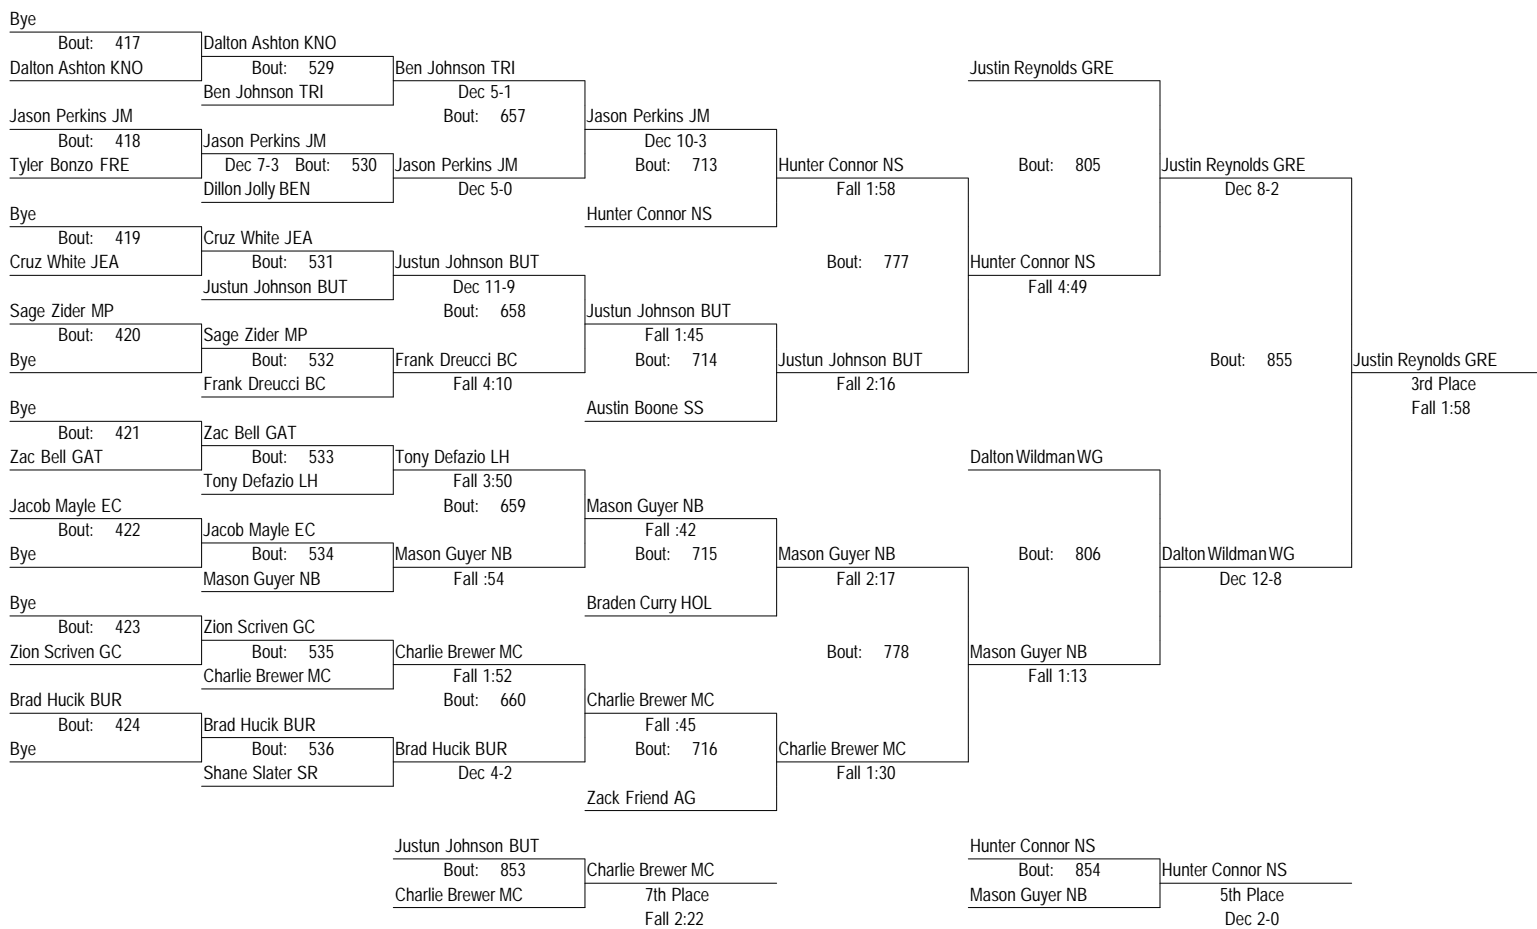 Bye
Bout: 417 Dalton Ashton KNO
Dalton Ashton KNO Bout: 529 Ben Johnson TRI Justin Reynolds GRE
Ben Johnson TRI Dec 5-1
Jason Perkins JM Bout: 657 Jason Perkins JM
Bout: 418 Jason Perkins JM Dec 10-3
Tyler Bonzo FRE Dec 7-3 Bout: 530 Jason Perkins JM Bout: 713 Hunter Connor NS Bout: 805 Justin Reynolds GRE
Dillon Jolly BEN Dec 5-0 Fall 1:58 Dec 8-2
Bye Hunter Connor NS
Bout: 419 Cruz White JEA
Cruz White JEA Bout: 531 Justun Johnson BUT Bout: 777 Hunter Connor NS
Justun Johnson BUT Dec 11-9 Fall 4:49
Sage Zider MP Bout: 658 Justun Johnson BUT
Bout: 420 Sage Zider MP Fall 1:45
Bye Bout: 532 Frank Dreucci BC Bout: 714 Justun Johnson BUT Bout: 855 Justin Reynolds GRE
Frank Dreucci BC Fall 4:10 Fall 2:16 3rd Place
Bye Austin Boone SS Fall 1:58
Bout: 421 Zac Bell GAT
Zac Bell GAT Bout: 533 Tony Defazio LH Dalton Wildman WG
Tony Defazio LH Fall 3:50
Jacob Mayle EC Bout: 659 Mason Guyer NB
Bout: 422 Jacob Mayle EC Fall :42
Bye Bout: 534 Mason Guyer NB Bout: 715 Mason Guyer NB Bout: 806 Dalton Wildman WG
Mason Guyer NB Fall :54 Fall 2:17 Dec 12-8
Bye Braden Curry HOL
Bout: 423 Zion Scriven GC
Zion Scriven GC Bout: 535 Charlie Brewer MC Bout: 778 Mason Guyer NB
Charlie Brewer MC Fall 1:52 Fall 1:13
Brad Hucik BUR Bout: 660 Charlie Brewer MC
Bout: 424 Brad Hucik BUR Fall :45
Bye Bout: 536 Brad Hucik BUR Bout: 716 Charlie Brewer MC
Shane Slater SR Dec 4-2 Fall 1:30
Zack Friend AG
Justun Johnson BUT Hunter Connor NS
Bout: 853 Charlie Brewer MC Bout: 854 Hunter Connor NS
Charlie Brewer MC 7th Place Mason Guyer NB 5th Place
Fall 2:22 Dec 2-0